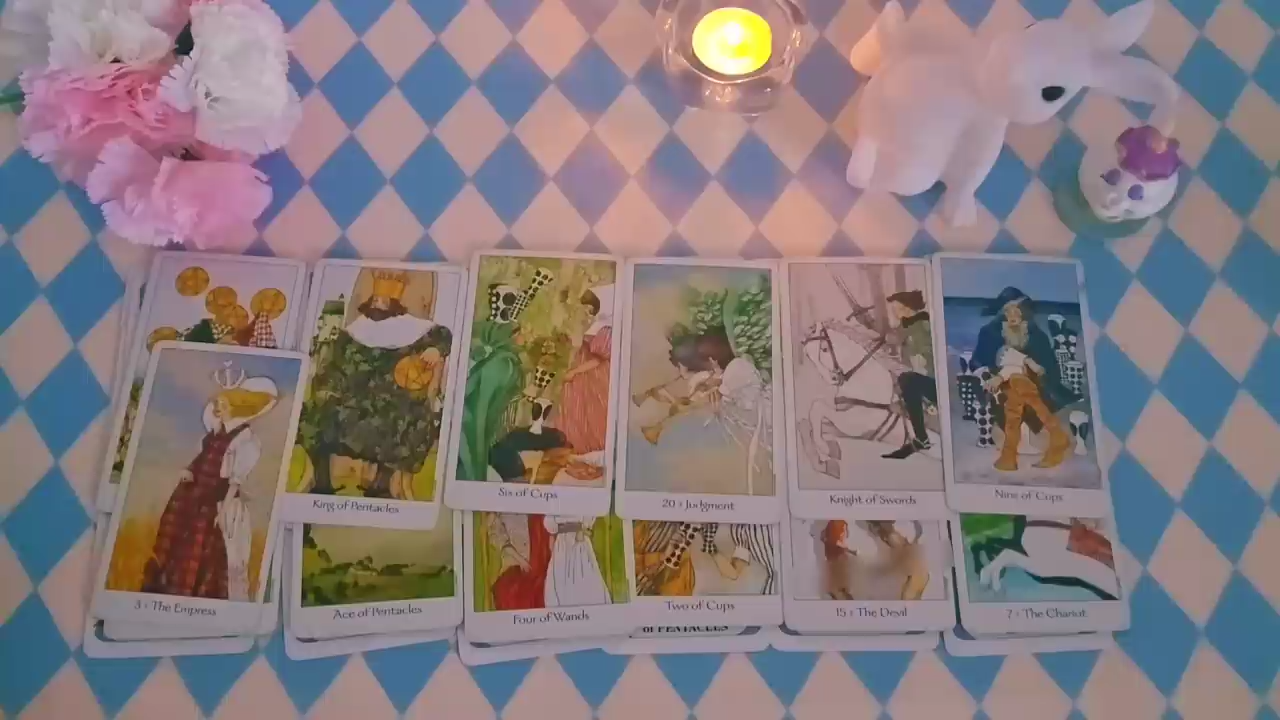 King of Pentacles
Six of Cups
20 • Judgment
Knight of Swords
Nine of Cups
3 • The Empress
Ace of Pentacles
Four of Wands
Two of Cups
15 • The Devil
7 • The Chariot
of PENTACLES